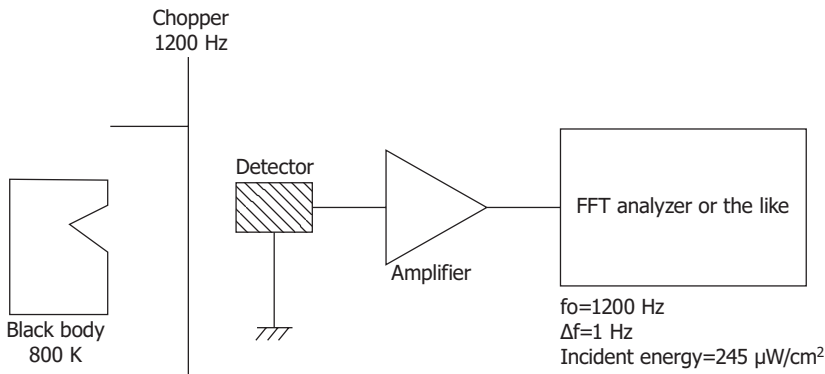 Chopper
1200 Hz
Detector
FFT analyzer or the like
Amplifier
Black body
800 K
fo=1200 Hz
Δf=1 Hz
Incident energy=245 μW/cm²